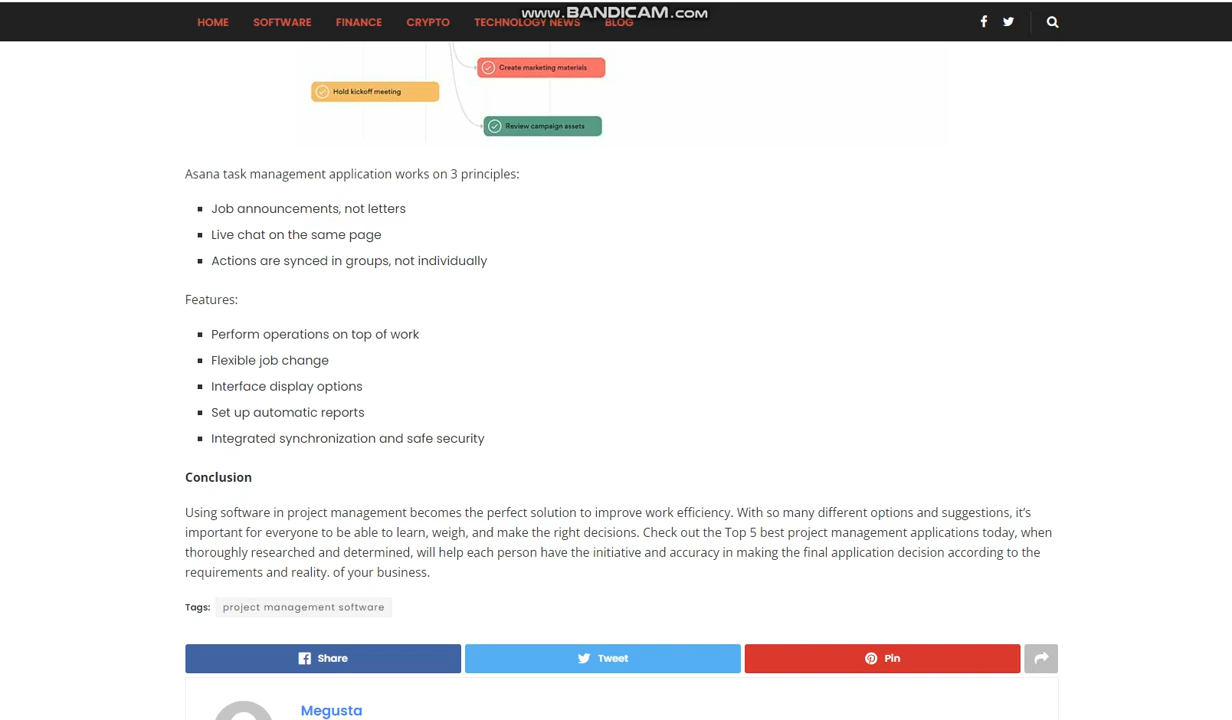 www.BANDICAM.com
HOME SOFTWARE FINANCE CRYPTO TECHNOLOGY NEWS BLOG
Create marketing materials
Hold kickoff meeting
Review campaign assets
Asana task management application works on 3 principles:
Job announcements, not letters
Live chat on the same page
Actions are synced in groups, not individually
Features:
Perform operations on top of work
Flexible job change
Interface display options
Set up automatic reports
Integrated synchronization and safe security
Conclusion
Using software in project management becomes the perfect solution to improve work efficiency. With so many different options and suggestions, it’s
important for everyone to be able to learn, weigh, and make the right decisions. Check out the Top 5 best project management applications today, when
thoroughly researched and determined, will help each person have the initiative and accuracy in making the final application decision according to the
requirements and reality. of your business.
Tags: project management software
Share Tweet Pin
Megusta